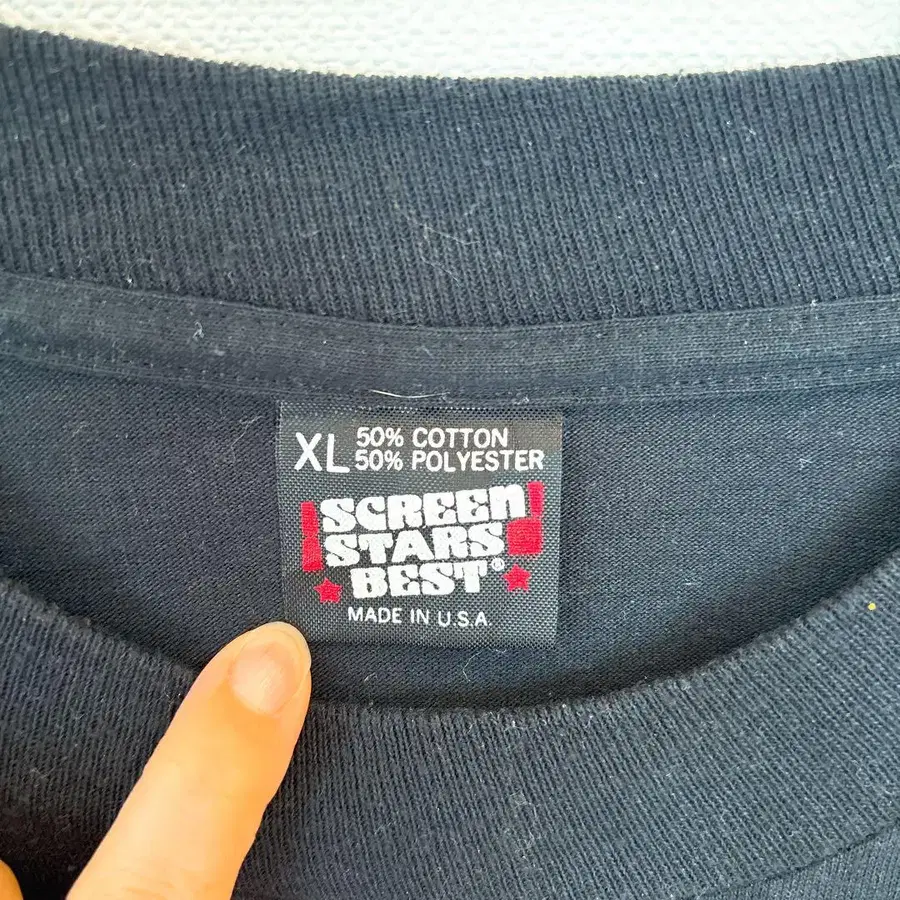 XL 50% COTTON
50% POLYESTER
SCREEN
STARS
BEST®
MADE IN U.S.A.